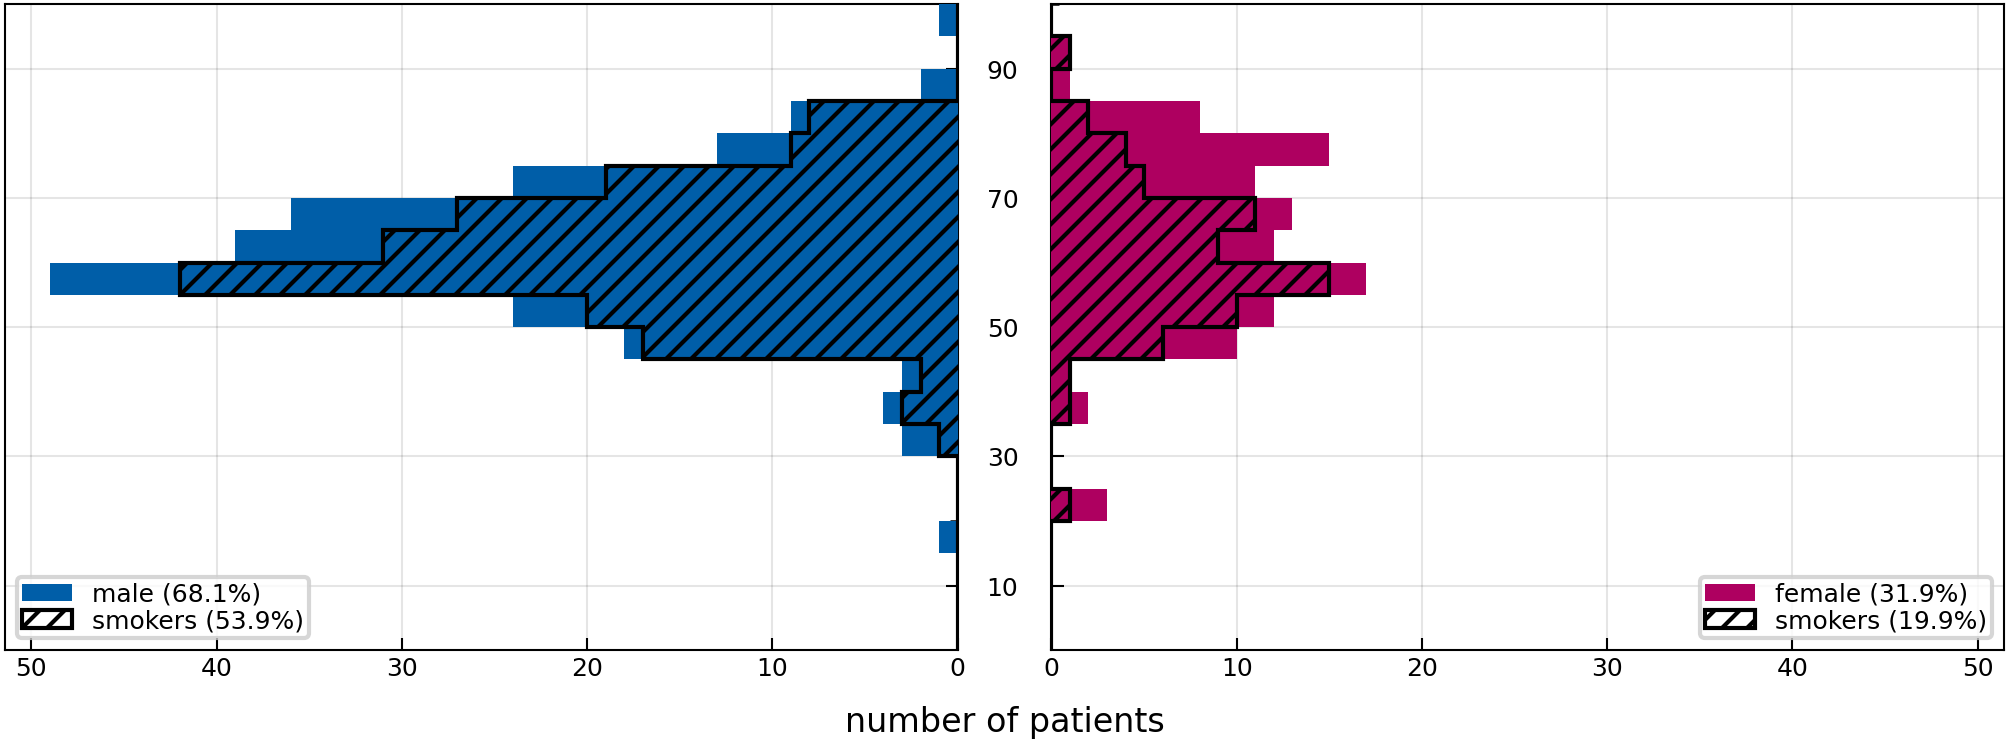 90
70
50
30
10
male (68.1%)
smokers (53.9%)
female (31.9%)
smokers (19.9%)
50 40 30 20 10 0 0 10 20 30 40 50
number of patients